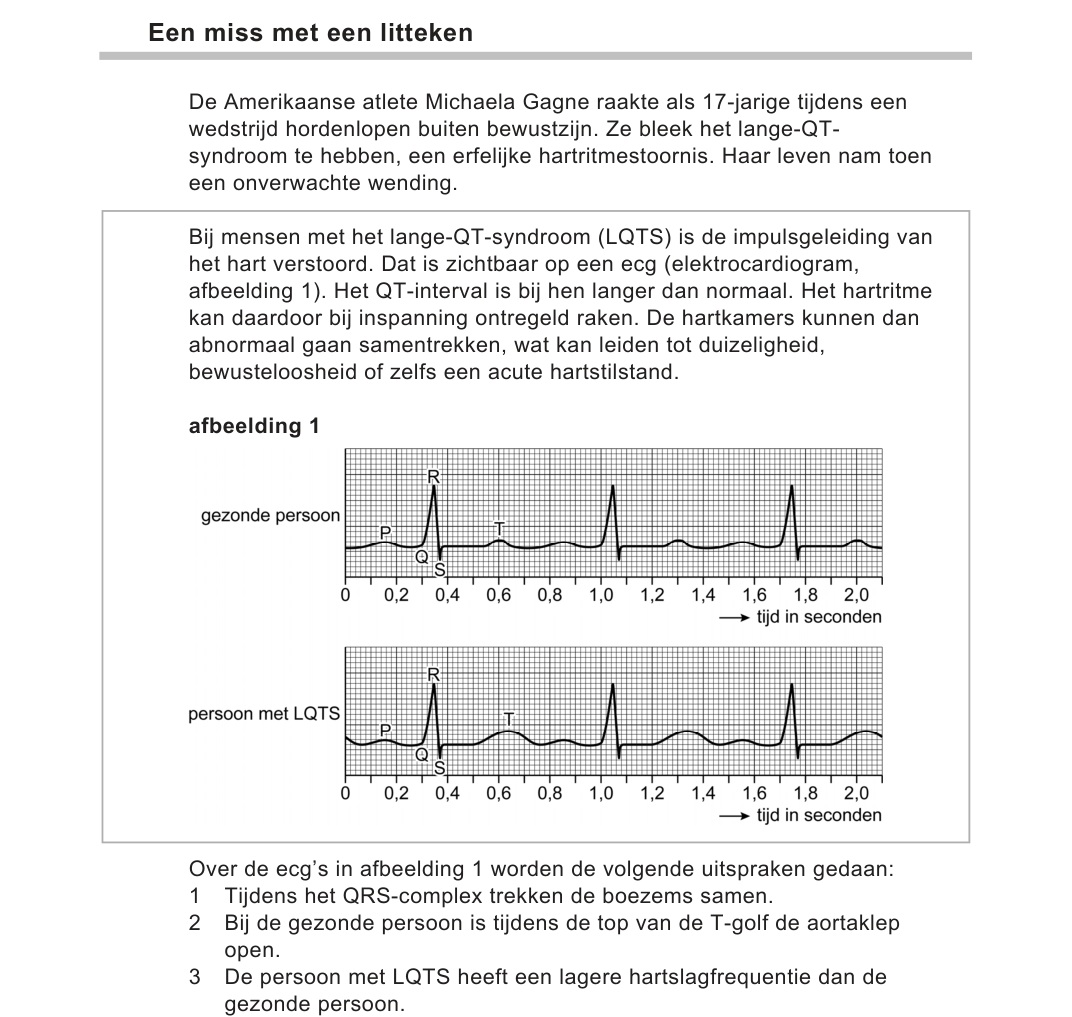 Een miss met een litteken
De Amerikaanse atlete Michaela Gagne raakte als 17-jarige tijdens een
wedstrijd hordenlopen buiten bewustzijn. Ze bleek het lange-QT-
syndroom te hebben, een erfelijke hartritmestoornis. Haar leven nam toen
een onverwachte wending.
Bij mensen met het lange-QT-syndroom (LQTS) is de impulsgeleiding van
het hart verstoord. Dat is zichtbaar op een ecg (elektrocardiogram,
afbeelding 1). Het QT-interval is bij hen langer dan normaal. Het hartritme
kan daardoor bij inspanning ontregeld raken. De hartkamers kunnen dan
abnormaal gaan samentrekken, wat kan leiden tot duizeligheid,
bewusteloosheid of zelfs een acute hartstilstand.
afbeelding 1
gezonde persoon
R
P
T
Q
S
0 0,2 0,4 0,6 0,8 1,0 1,2 1,4 1,6 1,8 2,0
tijd in seconden
persoon met LQTS
R
P
T
Q
S
0 0,2 0,4 0,6 0,8 1,0 1,2 1,4 1,6 1,8 2,0
tijd in seconden
Over de ecg's in afbeelding 1 worden de volgende uitspraken gedaan:
1 Tijdens het QRS-complex trekken de boezems samen.
2 Bij de gezonde persoon is tijdens de top van de T-golf de aortaklep
open.
3 De persoon met LQTS heeft een lagere hartslagfrequentie dan de
gezonde persoon.